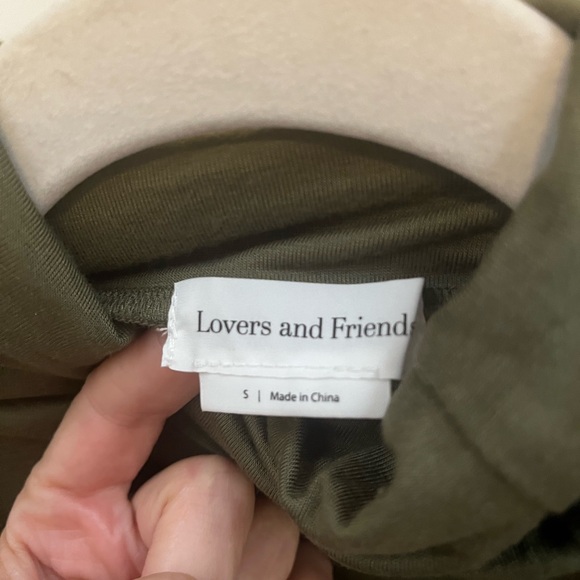 Lovers and Friends
S | Made in China